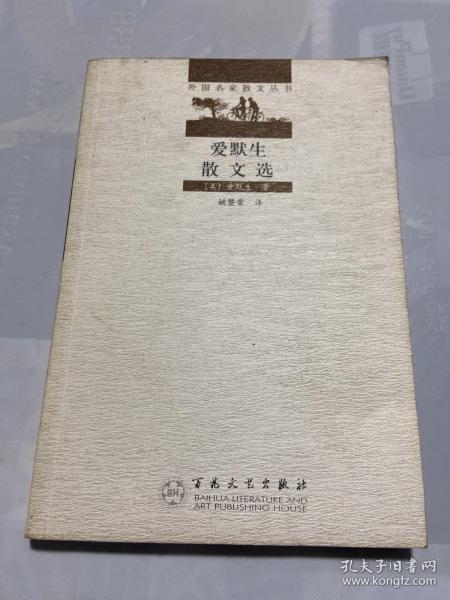 外国名家散文丛书
爱默生
散文选
〔美〕爱默生 著
姚暨荣 译
BH
百花文艺出版社
BAIHUA LITERATURE AND
ART PUBLISHING HOUSE
孔夫子旧书网
www.kongfz.com